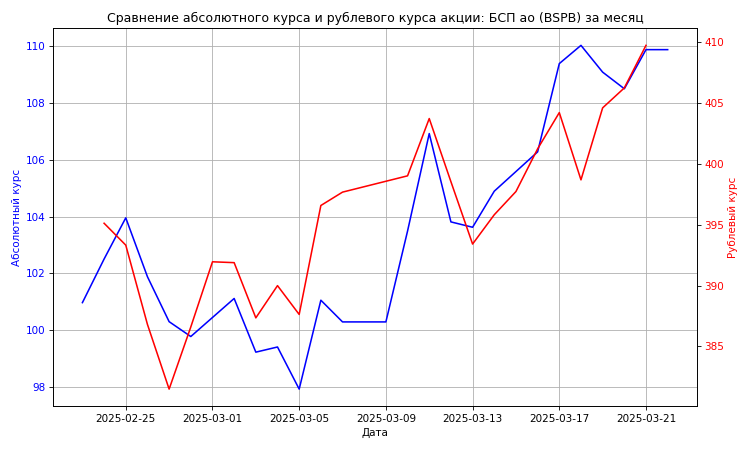 Сравнение абсолютного курса и рублевого курса акции: БСП ао (BSPB) за месяц
110
108
106
104
102
100
98
Абсолютный курс
410
405
400
395
390
385
Рублевый курс
2025-02-25 2025-03-01 2025-03-05 2025-03-09 2025-03-13 2025-03-17 2025-03-21
Дата